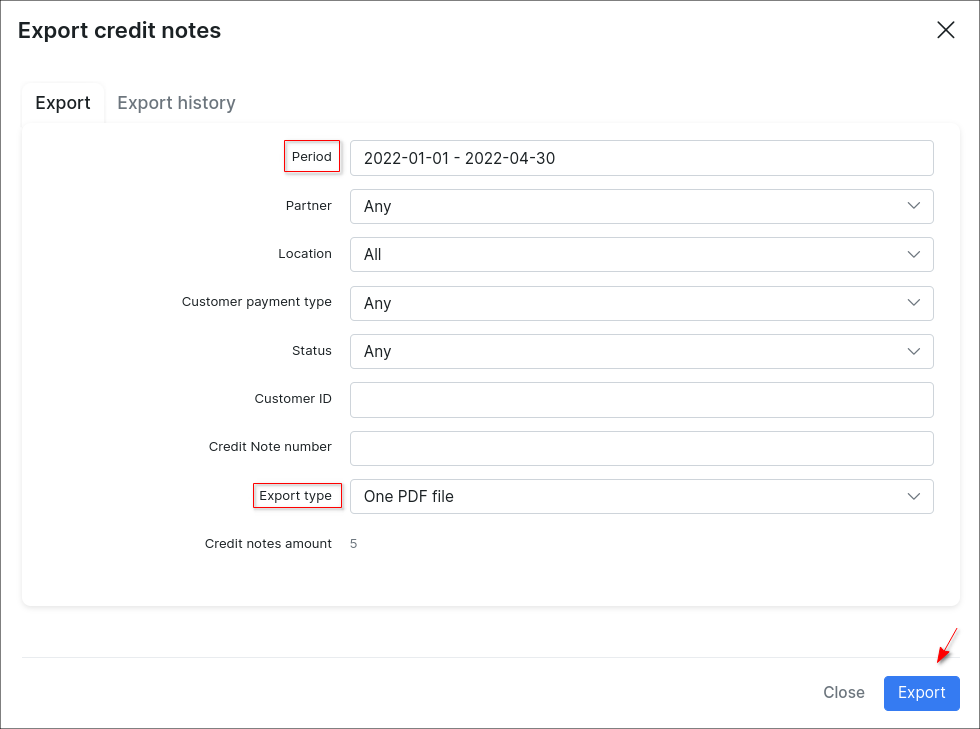 Export credit notes
Export Export history
Period 2022-01-01 - 2022-04-30
Partner Any
Location All
Customer payment type Any
Status Any
Customer ID
Credit Note number
Export type One PDF file
Credit notes amount 5
Close Export